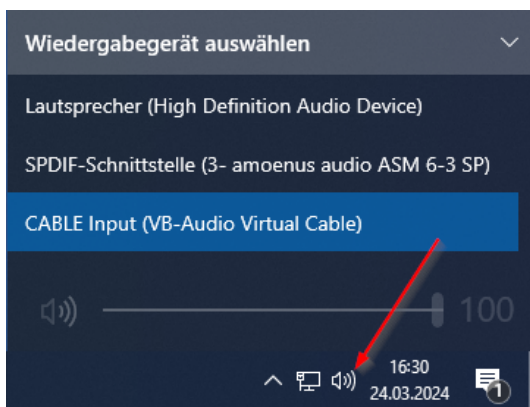 Wiedergabegerät auswählen
Lautsprecher (High Definition Audio Device)
SPDIF-Schnittstelle (3- amoenus audio ASM 6-3 SP)
CABLE Input (VB-Audio Virtual Cable)
100
16:30
24.03.2024
1